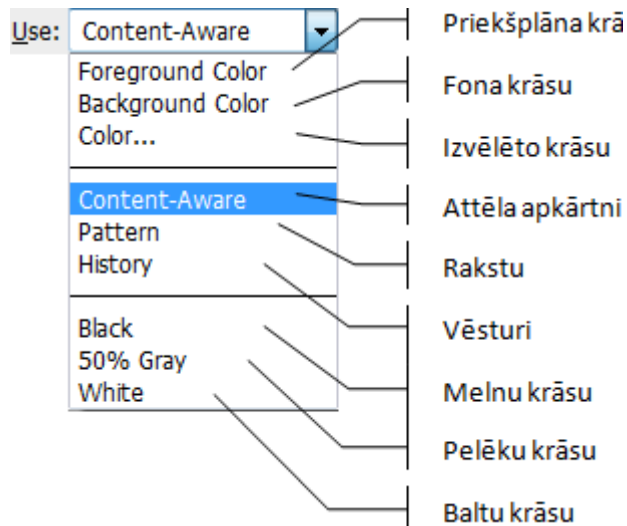 Use: Content-Aware
Foreground Color
Background Color
Color...
Content-Aware
Pattern
History
Black
50% Gray
White
Priekšplāna krā
Fona krāsu
Izvēlēto krāsu
Attēla apkārtni
Rakstu
Vēsturi
Melnu krāsu
Pelēku krāsu
Baltu krāsu